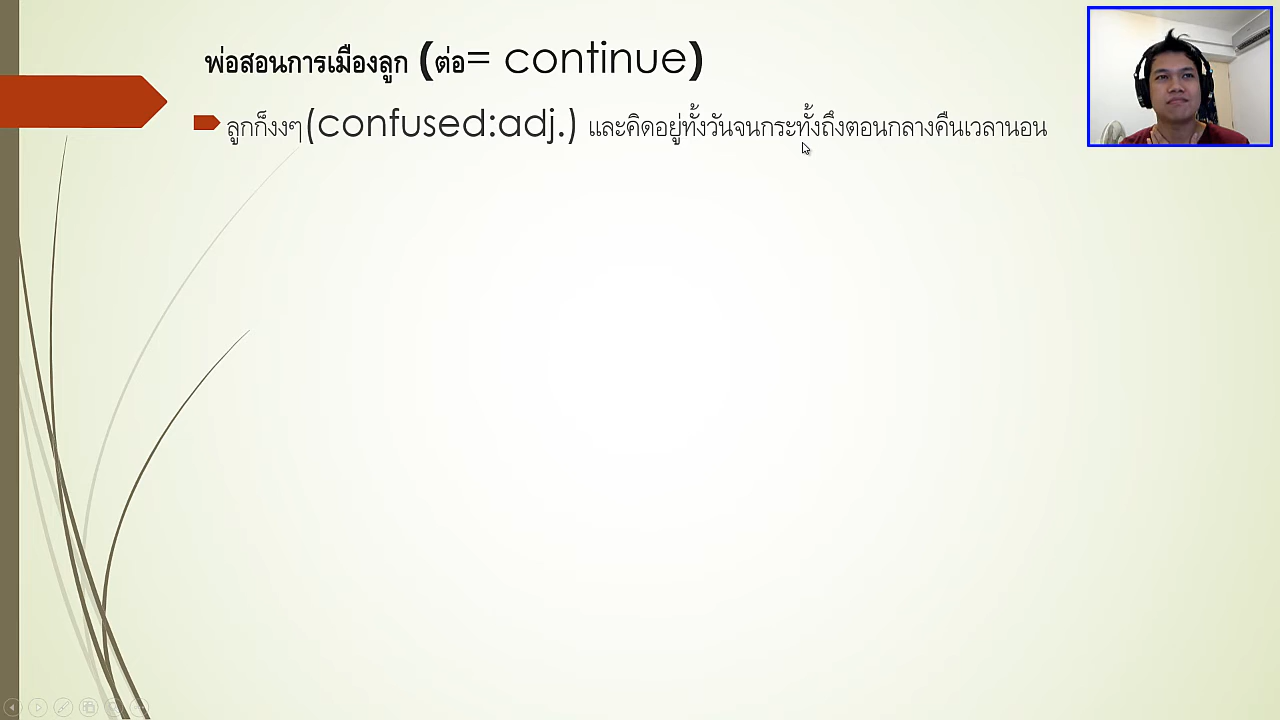 พ่อสอนการเมืองลูก (ต่อ= continue)
ลูกก็งงๆ(confused:adj.) และคิดอยู่ทั้งวันจนกระทั้งถึงตอนกลางคืนเวลานอน